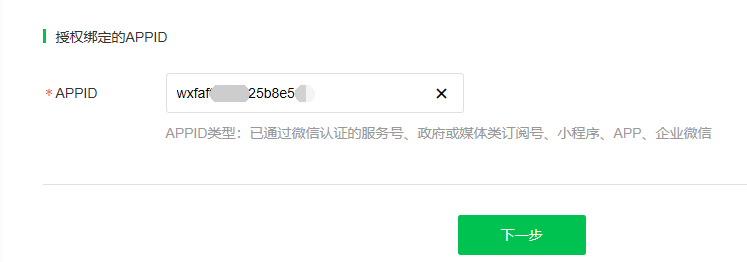 授权绑定的APPID
*APPID wxfaf 25b8e5 ✕
APPID类型：已通过微信认证的服务号、政府或媒体类订阅号、小程序、APP、企业微信
下一步